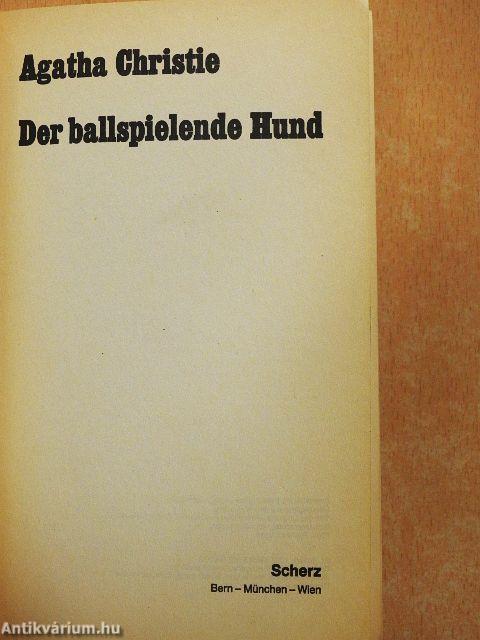 Agatha Christie
Der ballspielende Hund
Scherz
Bern – München – Wien
Antikvárium.hu